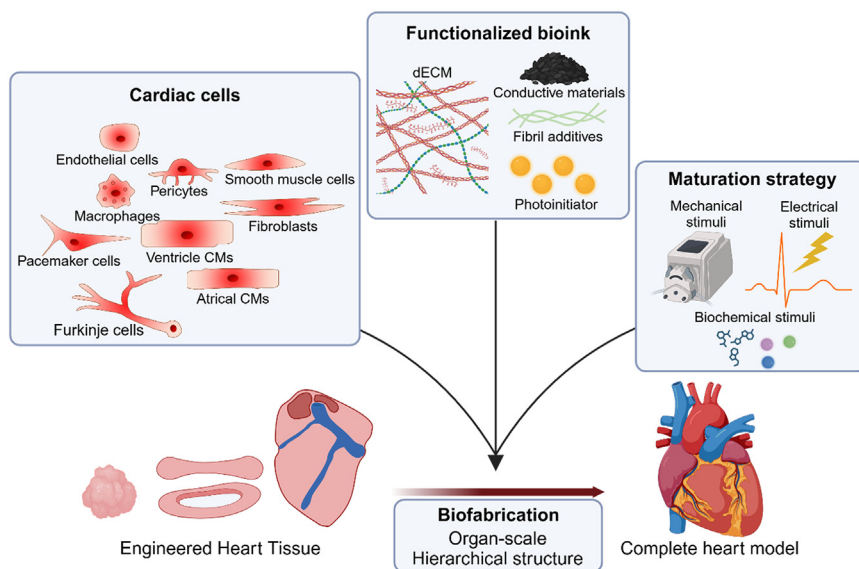 Cardiac cells
Endothelial cells
Pericytes
Smooth muscle cells
Macrophages
Fibroblasts
Pacemaker cells
Ventricle CMs
Atrical CMs
Furkinje cells
Functionalized bioink
dECM
Conductive materials
Fibril additives
Photoinitiator
Maturation strategy
Mechanical
stimuli
Electrical
stimuli
Biochemical stimuli
Engineered Heart Tissue
Biofabrication
Organ-scale
Hierarchical structure
Complete heart model